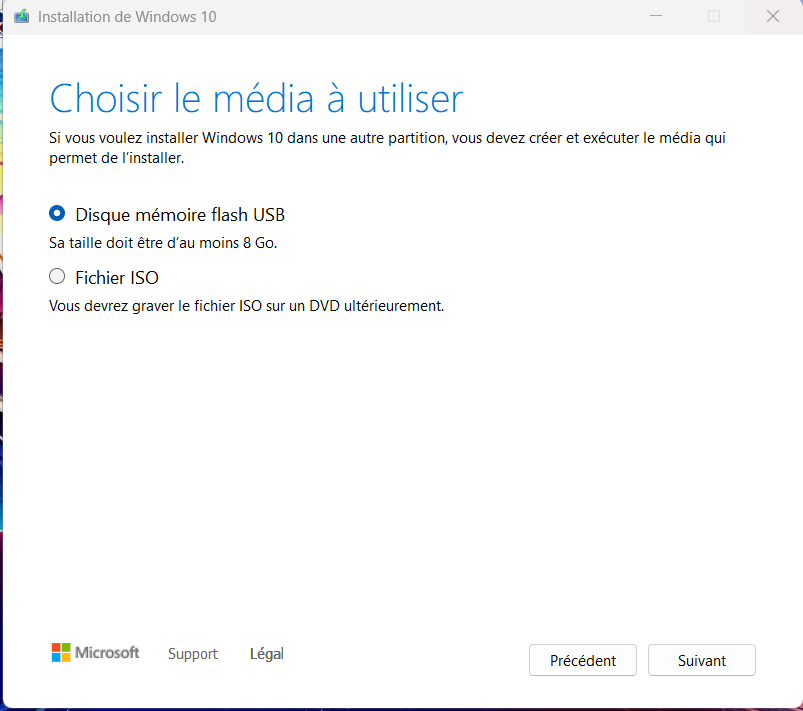 Installation de Windows 10
Choisir le média à utiliser
Si vous voulez installer Windows 10 dans une autre partition, vous devez créer et exécuter le média qui
permet de l’installer.
Disque mémoire flash USB
Sa taille doit être d’au moins 8 Go.
Fichier ISO
Vous devrez graver le fichier ISO sur un DVD ultérieurement.
Microsoft Support Légal Précédent Suivant